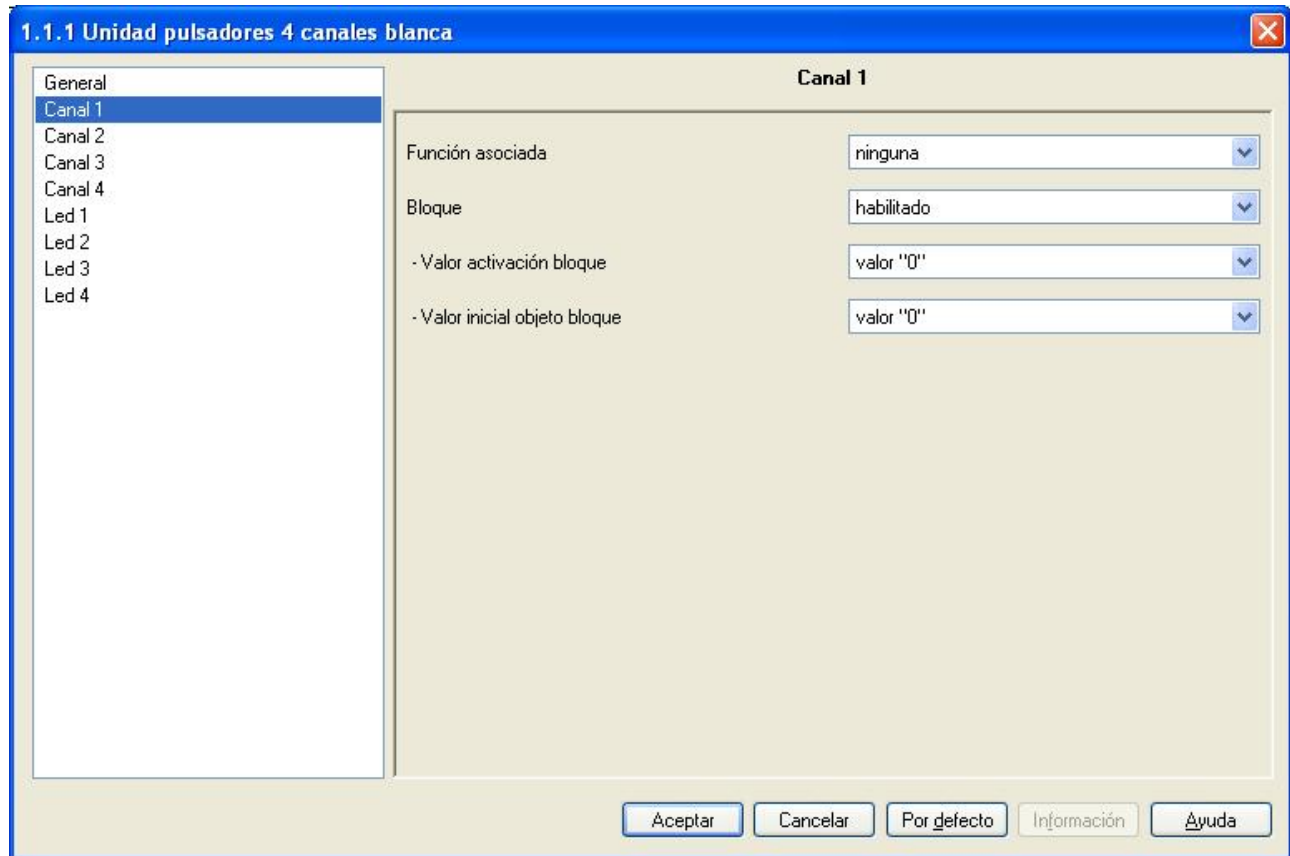 1.1.1 Unidad pulsadores 4 canales blanca
General
Canal 1
Canal 2
Canal 3
Canal 4
Led 1
Led 2
Led 3
Led 4
Canal 1
Función asociada ninguna
Bloque habilitado
- Valor activación bloque valor "0"
- Valor inicial objeto bloque valor "0"
Aceptar Cancelar Por defecto Información Ayuda